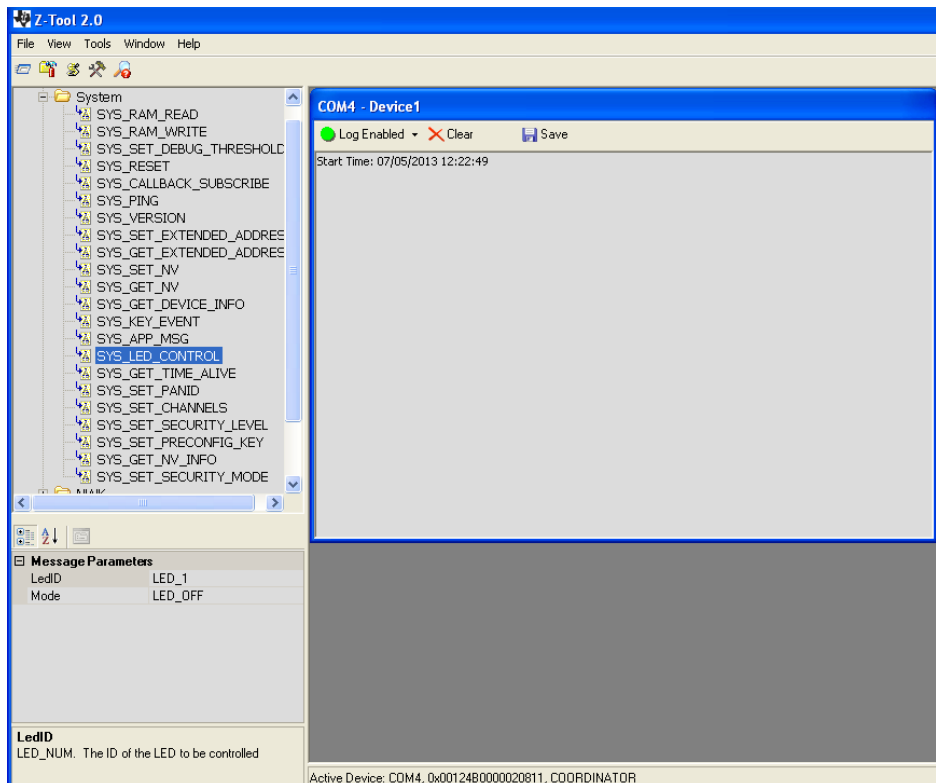 Z-Tool 2.0
File View Tools Window Help
System
SYS_RAM_READ
SYS_RAM_WRITE
SYS_SET_DEBUG_THRESHOLD
SYS_RESET
SYS_CALLBACK_SUBSCRIBE
SYS_PING
SYS_VERSION
SYS_SET_EXTENDED_ADDRES
SYS_GET_EXTENDED_ADDRES
SYS_SET_NV
SYS_GET_NV
SYS_GET_DEVICE_INFO
SYS_KEY_EVENT
SYS_APP_MSG
SYS_LED_CONTROL
SYS_GET_TIME_ALIVE
SYS_SET_PANID
SYS_SET_CHANNELS
SYS_SET_SECURITY_LEVEL
SYS_SET_PRECONFIG_KEY
SYS_GET_NV_INFO
SYS_SET_SECURITY_MODE
Message Parameters
LedID LED_1
Mode LED_OFF
LedID
LED_NUM. The ID of the LED to be controlled
COM4 - Device1
Log Enabled Clear Save
Start Time: 07/05/2013 12:22:49
Active Device: COM4, 0x00124B0000020811, COORDINATOR